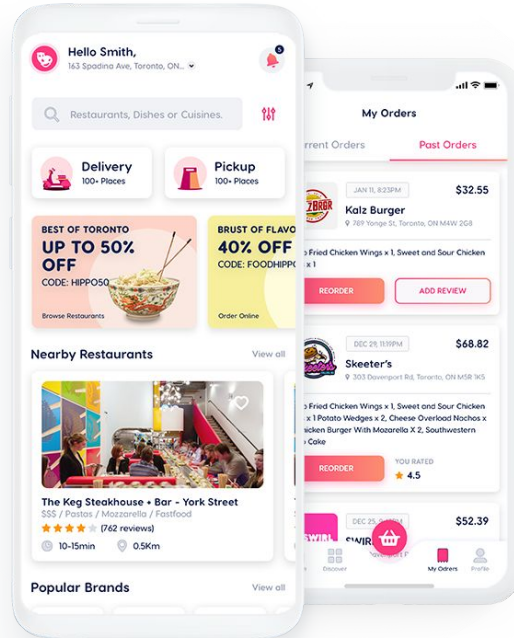 Hello Smith,
163 Spadina Ave, Toronto, ON...
5
Restaurants, Dishes or Cuisines.
Delivery
100+ Places
Pickup
100+ Places
BEST OF TORONTO
UP TO 50%
OFF
CODE: HIPPO50
Browse Restaurants
BRUST OF FLAVO
40% OFF
CODE: FOODHIPPO
Order Online
Nearby Restaurants
View all
The Keg Steakhouse • Bar - York Street
$$$ / Pastas / Mozzarella / Fastfood
(762 reviews)
10-15min
0.5Km
Popular Brands
View all
My Orders
rrent Orders
Past Orders
JAN 11, 8:23PM
$32.55
Kalz Burger
789 Yonge St, Toronto, ON M4W 2G8
Fried Chicken Wings x 1, Sweet and Sour Chicken
x 1
REORDER
ADD REVIEW
DEC 29, 11:19PM
$68.82
Skeeter's
303 Davenport Rd, Toronto, ON M5R 1K5
Fried Chicken Wings x 1, Sweet and Sour Chicken
x 1 Potato Wedges x 2, Cheese Overload Nachos x
icken Burger With Mozarella X 2, Southwestern
Cake
REORDER
YOU RATED
4.5
DEC 25,
$52.39
SWIRL
SWIR
Discover
My Odrers
Profile